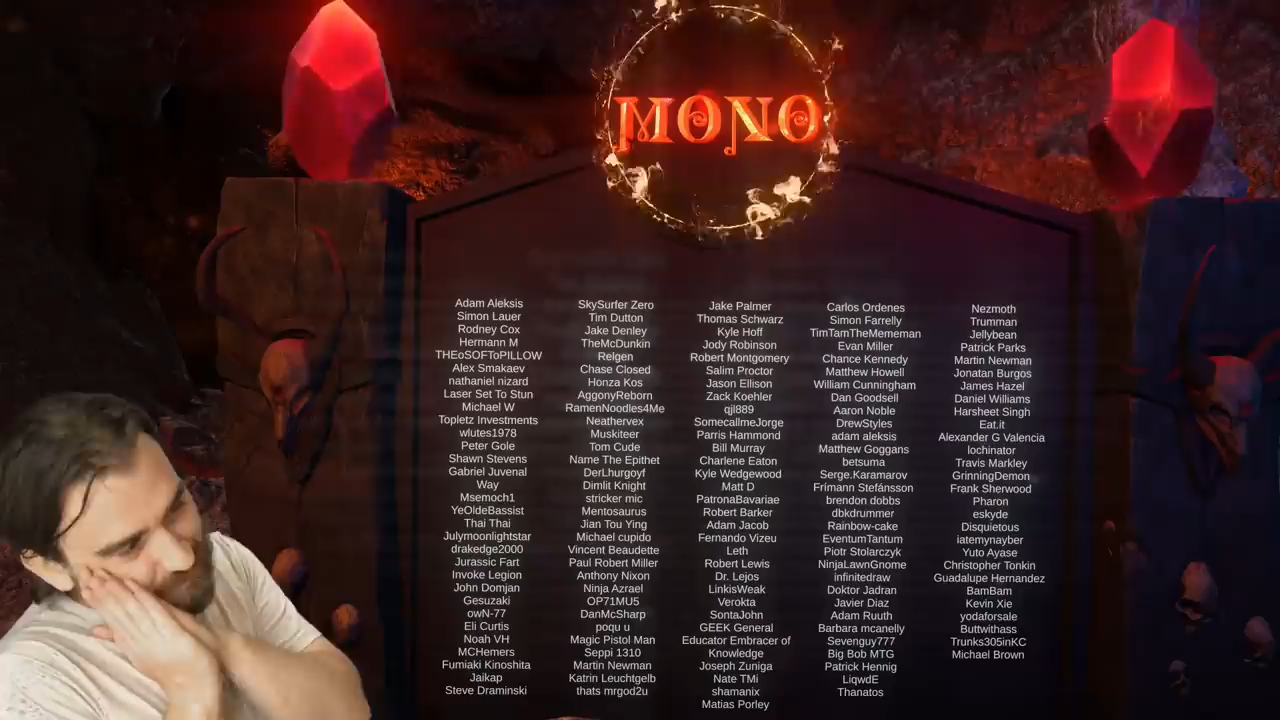 MONO
Adam Aleksis
Simon Lauer
Rodney Cox
Hermann M
THEoSOFToPILLOW
Alex Smakaev
nathaniel nizard
Laser Set To Stun
Michael W
Topletz Investments
wlutes1978
Peter Gole
Shawn Stevens
Gabriel Juvenal
Way
Msemoch1
YeOldeBassist
Thai Thai
Julymoonlightstar
drakedge2000
Jurassic Fart
Invoke Legion
John Domjan
Gesuzaki
owN-77
Eli Curtis
Noah VH
MCHemers
Fumiaki Kinoshita
Jaikap
Steve Draminski
SkySurfer Zero
Tim Dutton
Jake Denley
TheMcDunkin
Relgen
Chase Closed
Honza Kos
AggonyReborn
RamenNoodles4Me
Neathervex
Muskiteer
Tom Cude
Name The Epithet
DerLhurgoyf
Dimlit Knight
stricker mic
Mentosaurus
Jian Tou Ying
Michael cupido
Vincent Beaudette
Paul Robert Miller
Anthony Nixon
Ninja Azrael
OP71MU5
DanMcSharp
poqu u
Magic Pistol Man
Seppi 1310
Martin Newman
Katrin Leuchtgelb
thats mrgod2u
Jake Palmer
Thomas Schwarz
Kyle Hoff
Jody Robinson
Robert Montgomery
Salim Proctor
Jason Ellison
Zack Koehler
qjl889
SomecallmeJorge
Parris Hammond
Bill Murray
Charlene Eaton
Kyle Wedgewood
Matt D
PatronaBavariae
Robert Barker
Adam Jacob
Fernando Vizeu
Leth
Robert Lewis
Dr. Lejos
LinkisWeak
Verokta
SontaJohn
GEEK General
Educator Embracer of
Knowledge
Joseph Zuniga
Nate TMi
shamanix
Matias Porley
Carlos Ordenes
Simon Farrelly
TimTamTheMememan
Evan Miller
Chance Kennedy
Matthew Howell
William Cunningham
Dan Goodsell
Aaron Noble
DrewStyles
adam aleksis
Matthew Goggans
betsuma
Serge.Karamarov
Frímann Stefánsson
brendon dobbs
dbkdrummer
Rainbow-cake
EventumTantum
Piotr Stolarczyk
NinjaLawnGnome
infinitedraw
Doktor Jadran
Javier Diaz
Adam Ruuth
Barbara mcanelly
Sevenguy777
Big Bob MTG
Patrick Hennig
LiqwdE
Thanatos
Nezmoth
Trumman
Jellybean
Patrick Parks
Martin Newman
Jonatan Burgos
James Hazel
Daniel Williams
Harsheet Singh
Eat.it
Alexander G Valencia
lochinator
Travis Markley
GrinningDemon
Frank Sherwood
Pharon
eskyde
Disquietous
iatemynayber
Yuto Ayase
Christopher Tonkin
Guadalupe Hernandez
BamBam
Kevin Xie
yodaforsale
Buttwithass
Trunks305inKC
Michael Brown